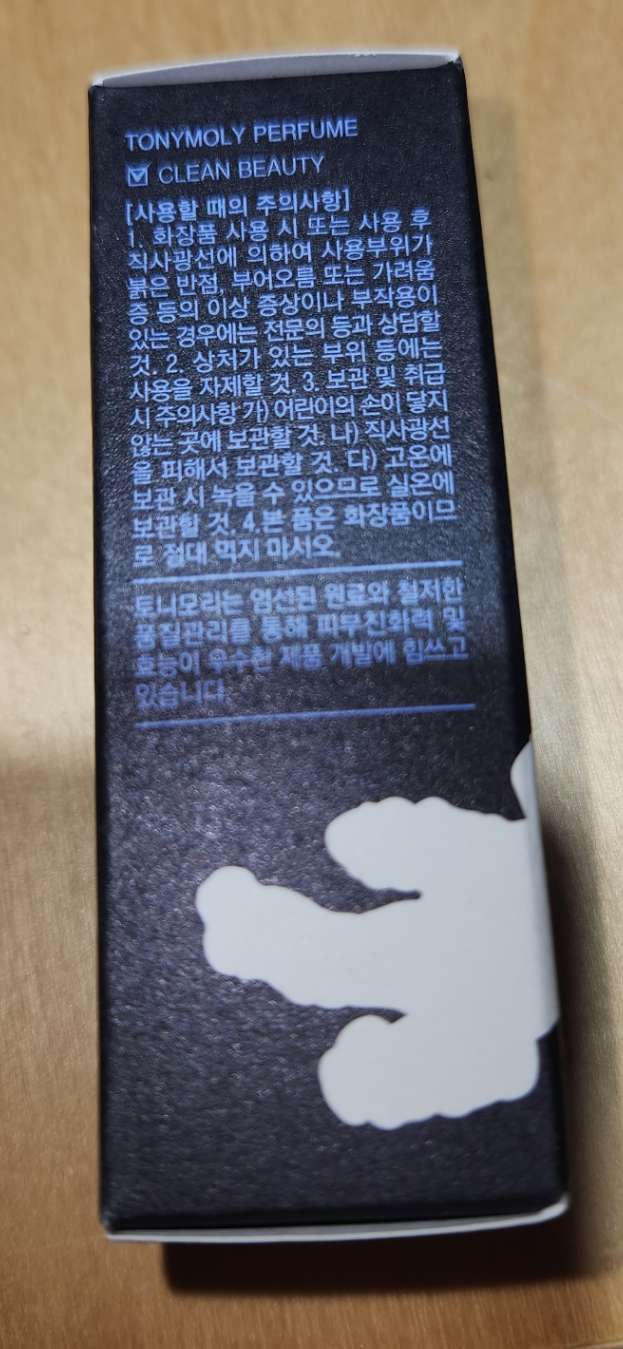 TONYMOLY PERFUME
☑ CLEAN BEAUTY
[사용할 때의 주의사항]
1. 화장품 사용 시 또는 사용 후
직사광선에 의하여 사용부위가
붉은 반점, 부어오름 또는 가려움
증 등의 이상 증상이나 부작용이
있는 경우에는 전문의 등과 상담할
것. 2. 상처가 있는 부위 등에는
사용을 자제할 것. 3. 보관 및 취급
시 주의사항 가) 어린이의 손이 닿지
않는 곳에 보관할 것. 나) 직사광선
을 피해서 보관할 것. 다) 고온에
보관 시 녹을 수 있으므로 실온에
보관할 것. 4.본 품은 화장품이므
로 절대 먹지 마시오.
토니모리는 엄선된 원료와 철저한
품질관리를 통해 피부친화력 및
효능이 우수한 제품 개발에 힘쓰고
있습니다.